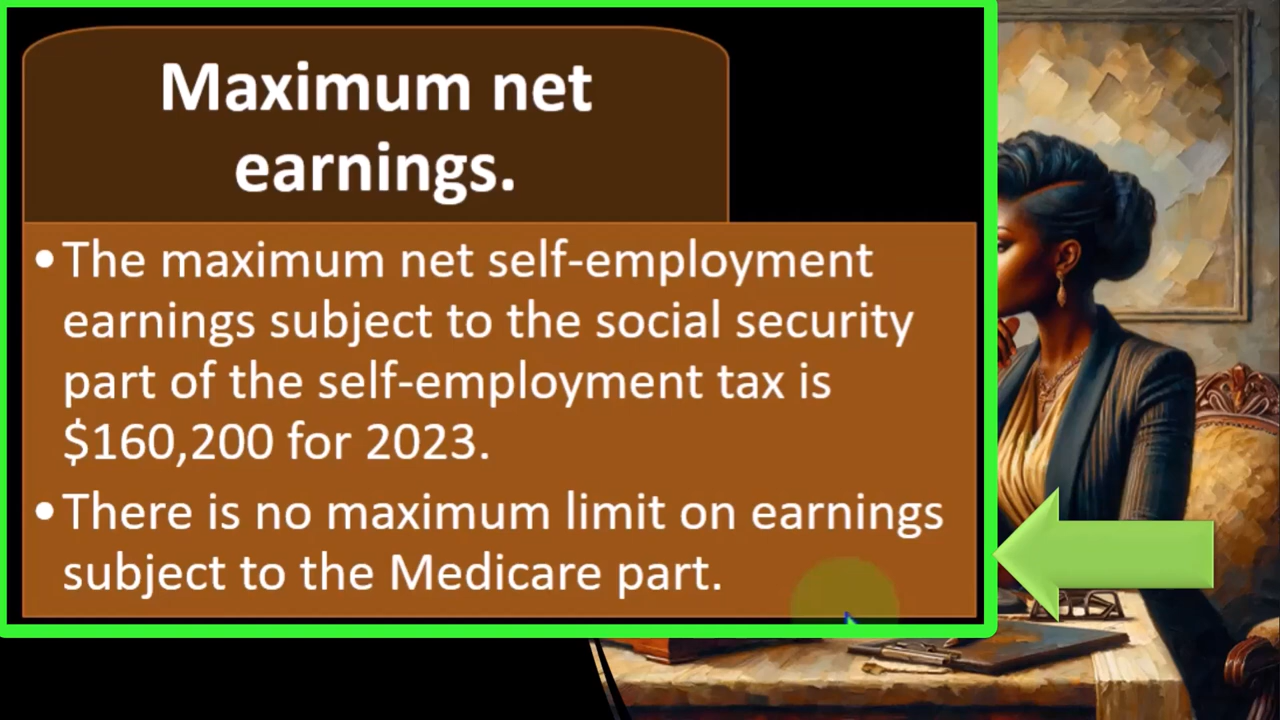 Maximum net
earnings.
•The maximum net self-employment
earnings subject to the social security
part of the self-employment tax is
$160,200 for 2023.
•There is no maximum limit on earnings
subject to the Medicare part.